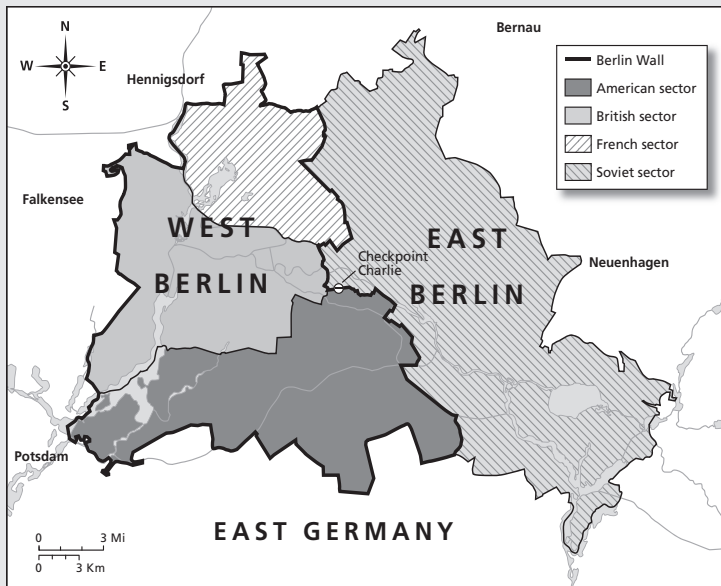 Bernau
N
W E
S
Hennigsdorf
Berlin Wall
American sector
British sector
French sector
Soviet sector
Falkensee
WEST
BERLIN
EAST
BERLIN
Checkpoint
Charlie
Neuenhagen
Potsdam
EAST GERMANY
0 3 Mi
0 3 Km